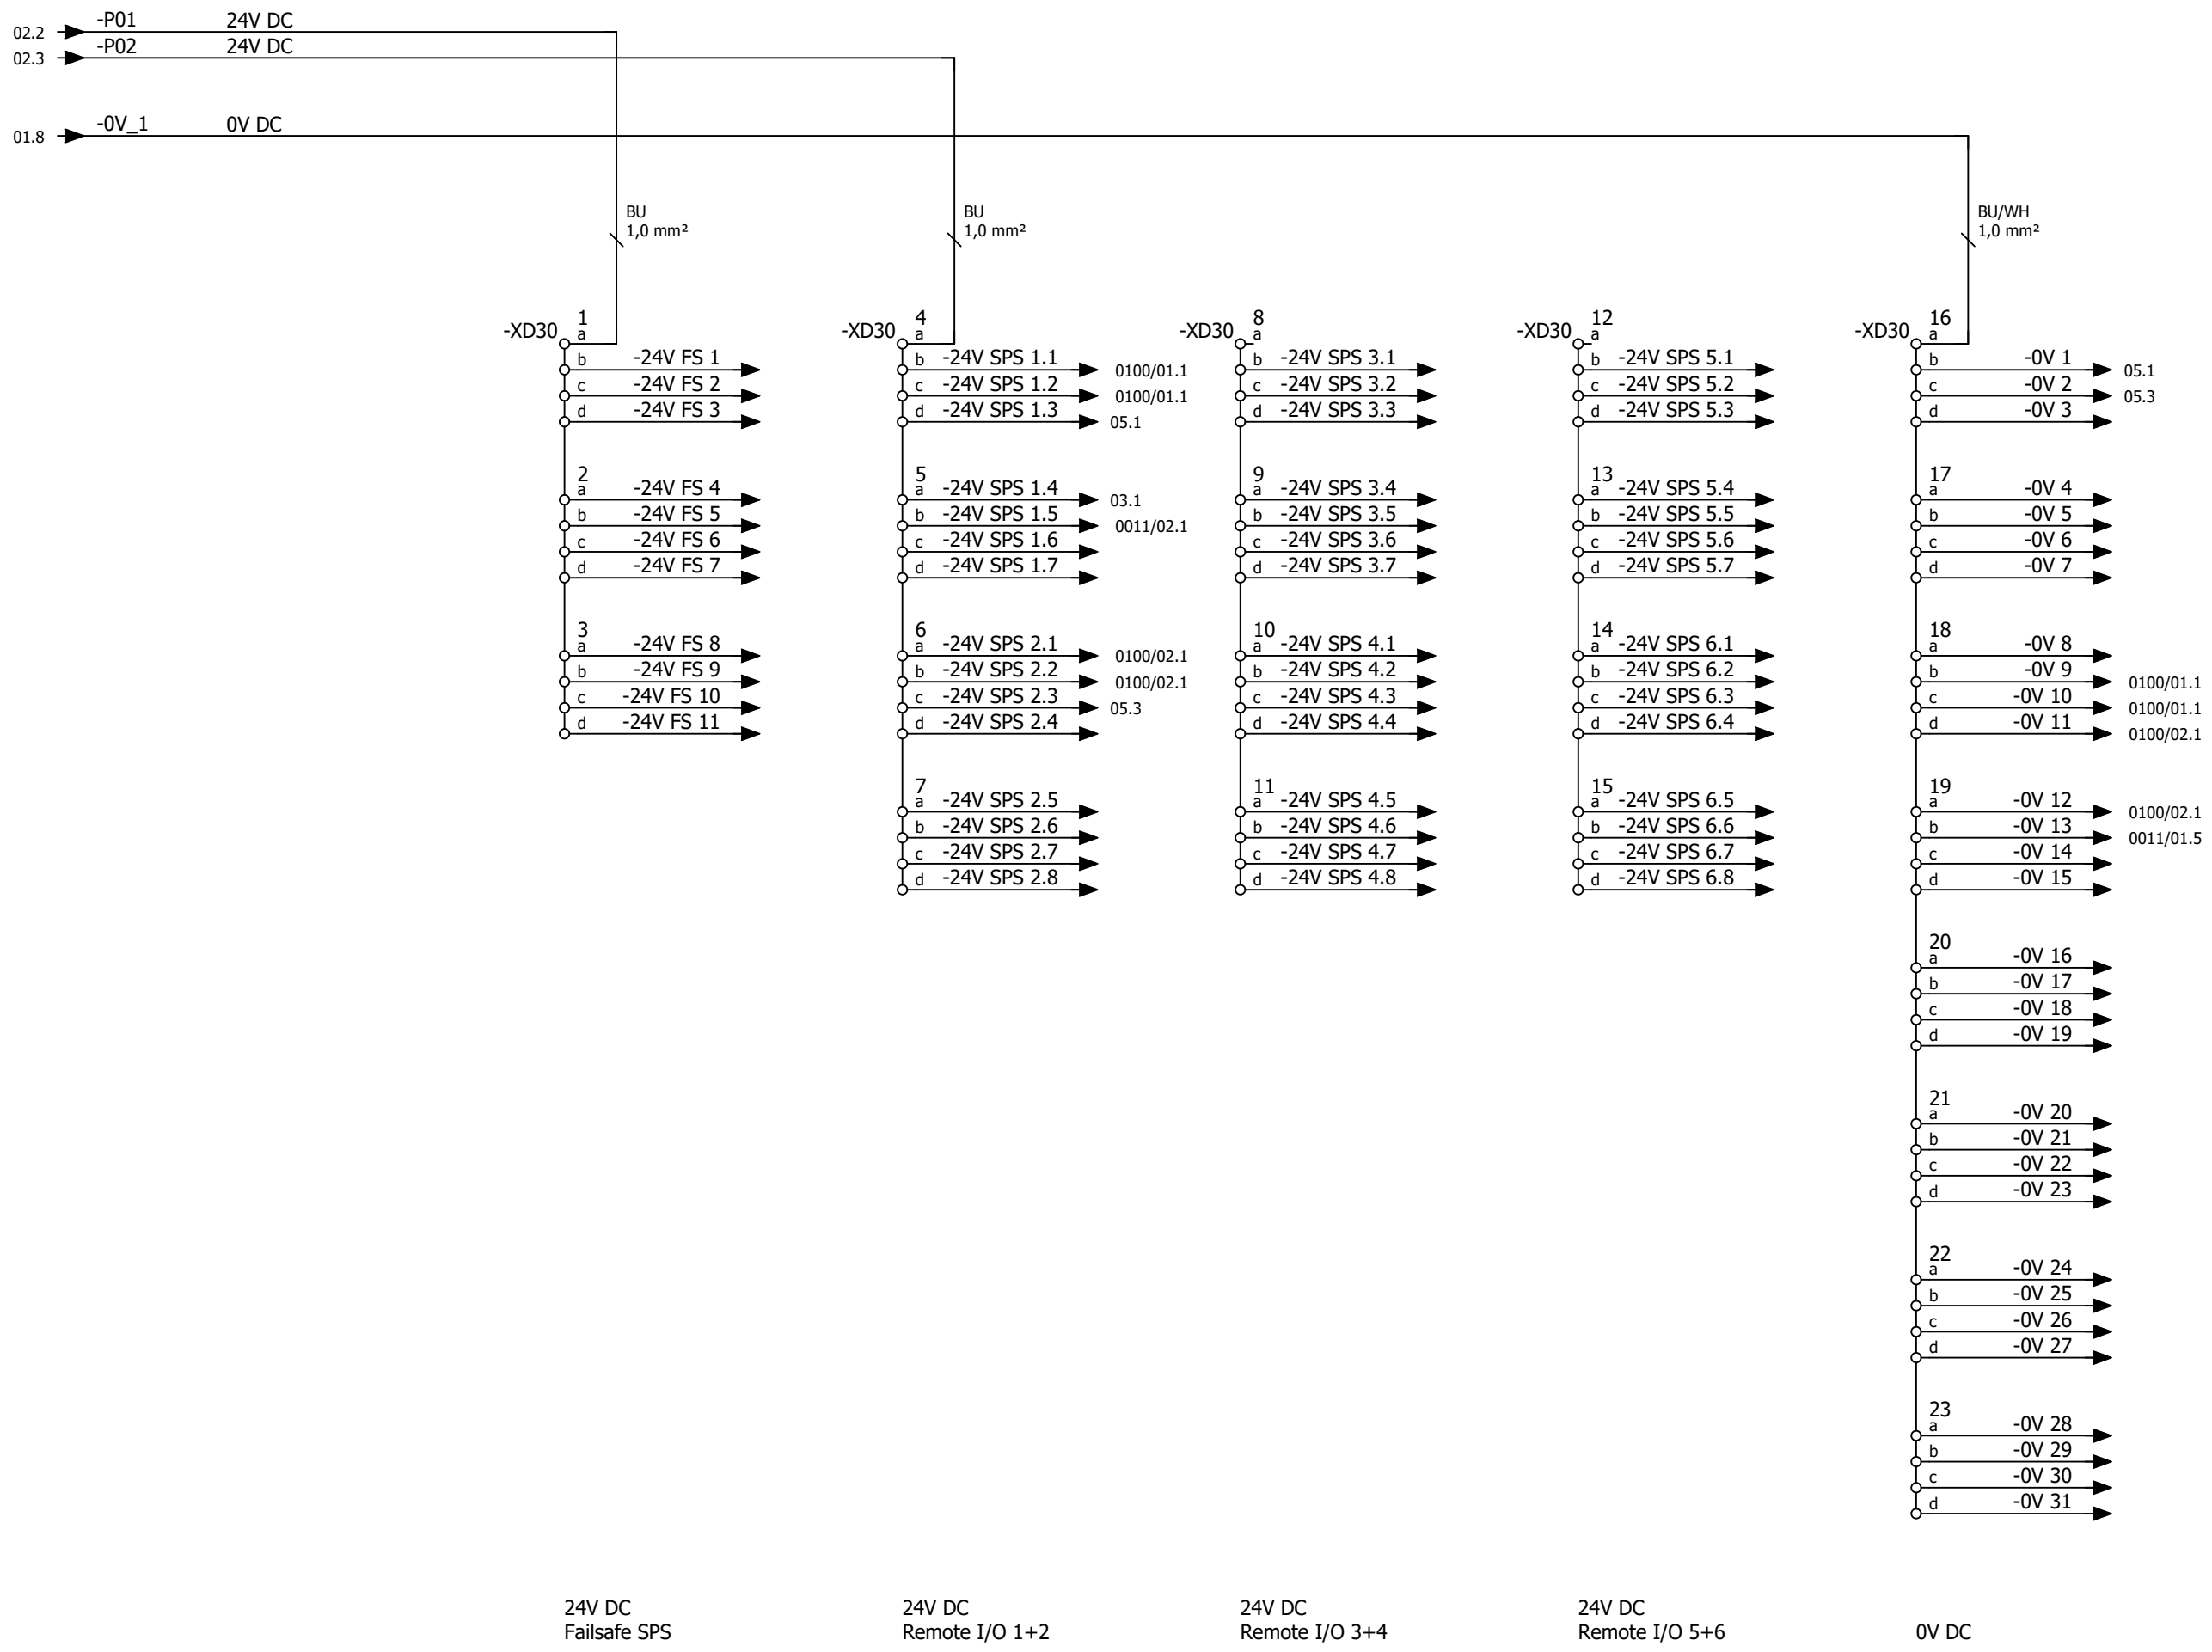 -P01 24V DC
02.2
-P02 24V DC
02.3
-0V_1 0V DC
01.8
BU BU BU/WH
1,0 mm² 1,0 mm² 1,0 mm²
1 4 8 12 16
-XD30 a -XD30 a -XD30 a -XD30 a -XD30 a
b -24V FS 1 b -24V SPS 1.1 0100/01.1 b -24V SPS 3.1 b -24V SPS 5.1 b -0V 1 05.1
c -24V FS 2 c -24V SPS 1.2 0100/01.1 c -24V SPS 3.2 c -24V SPS 5.2 c -0V 2 05.3
d -24V FS 3 d -24V SPS 1.3 05.1 d -24V SPS 3.3 d -24V SPS 5.3 d -0V 3
2 5 9 13 17
a -24V FS 4 a -24V SPS 1.4 03.1 a -24V SPS 3.4 a -24V SPS 5.4 a -0V 4
b -24V FS 5 b -24V SPS 1.5 0011/02.1 b -24V SPS 3.5 b -24V SPS 5.5 b -0V 5
c -24V FS 6 c -24V SPS 1.6 c -24V SPS 3.6 c -24V SPS 5.6 c -0V 6
d -24V FS 7 d -24V SPS 1.7 d -24V SPS 3.7 d -24V SPS 5.7 d -0V 7
3 6 10 14 18
a -24V FS 8 a -24V SPS 2.1 0100/02.1 a -24V SPS 4.1 a -24V SPS 6.1 a -0V 8
b -24V FS 9 b -24V SPS 2.2 0100/02.1 b -24V SPS 4.2 b -24V SPS 6.2 b -0V 9 0100/01.1
c -24V FS 10 c -24V SPS 2.3 05.3 c -24V SPS 4.3 c -24V SPS 6.3 c -0V 10 0100/01.1
d -24V FS 11 d -24V SPS 2.4 d -24V SPS 4.4 d -24V SPS 6.4 d -0V 11 0100/02.1
7 11 15 19
a -24V SPS 2.5 a -24V SPS 4.5 a -24V SPS 6.5 a -0V 12 0100/02.1
b -24V SPS 2.6 b -24V SPS 4.6 b -24V SPS 6.6 b -0V 13 0011/01.5
c -24V SPS 2.7 c -24V SPS 4.7 c -24V SPS 6.7 c -0V 14
d -24V SPS 2.8 d -24V SPS 4.8 d -24V SPS 6.8 d -0V 15
20
a -0V 16
b -0V 17
c -0V 18
d -0V 19
21
a -0V 20
b -0V 21
c -0V 22
d -0V 23
22
a -0V 24
b -0V 25
c -0V 26
d -0V 27
23
a -0V 28
b -0V 29
c -0V 30
d -0V 31
24V DC 24V DC 24V DC 24V DC
Failsafe SPS Remote I/O 1+2 Remote I/O 3+4 Remote I/O 5+6 0V DC